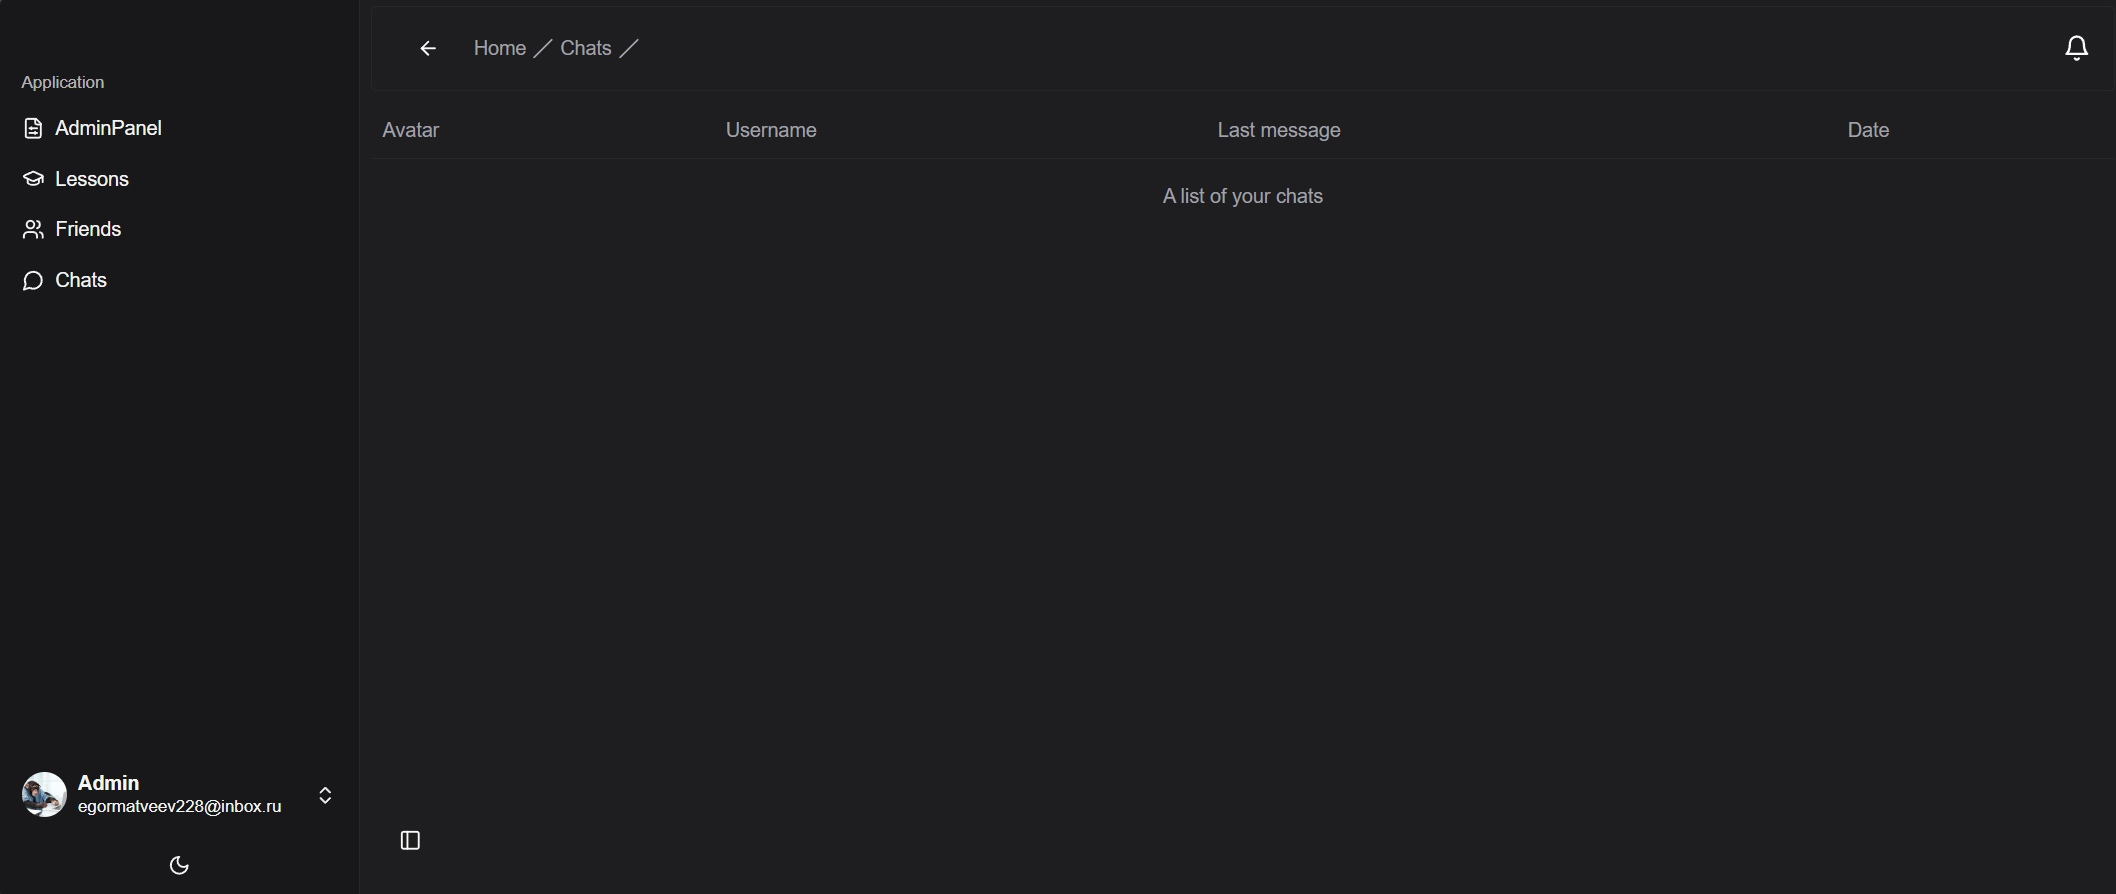 Application
AdminPanel
Lessons
Friends
Chats
Admin
egormatveev228@inbox.ru
Home / Chats /
Avatar Username Last message Date
A list of your chats